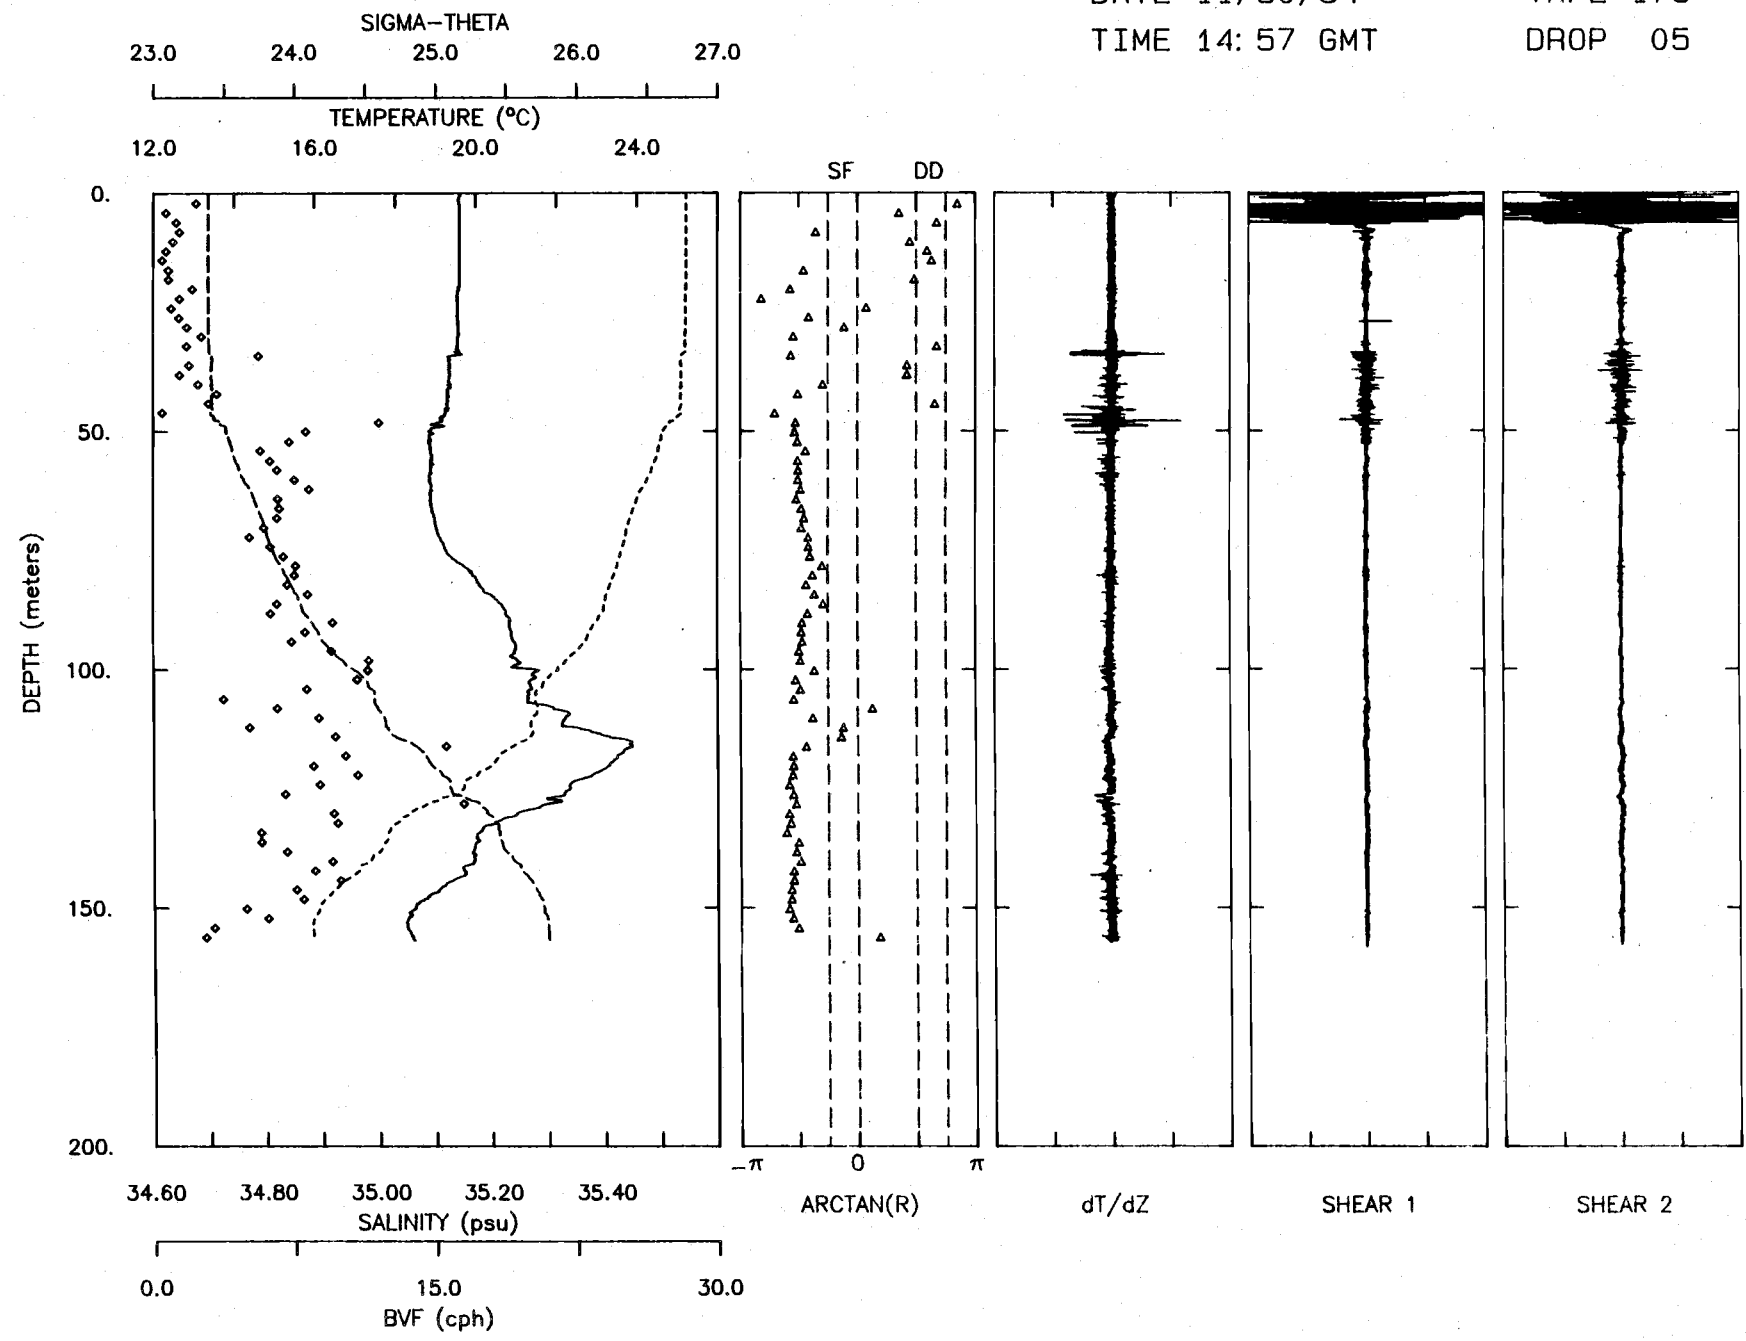 SIGMA-THETA
23.0 24.0 25.0 26.0 27.0
TIME 14:57 GMT DROP 05
TEMPERATURE (°C)
12.0 16.0 20.0 24.0
SF DD
0.
50.
100.
150.
200.
DEPTH (meters)
-π 0 π
34.60 34.80 35.00 35.20 35.40
SALINITY (psu)
ARCTAN(R) dT/dZ SHEAR 1 SHEAR 2
0.0 15.0 30.0
BVF (cph)